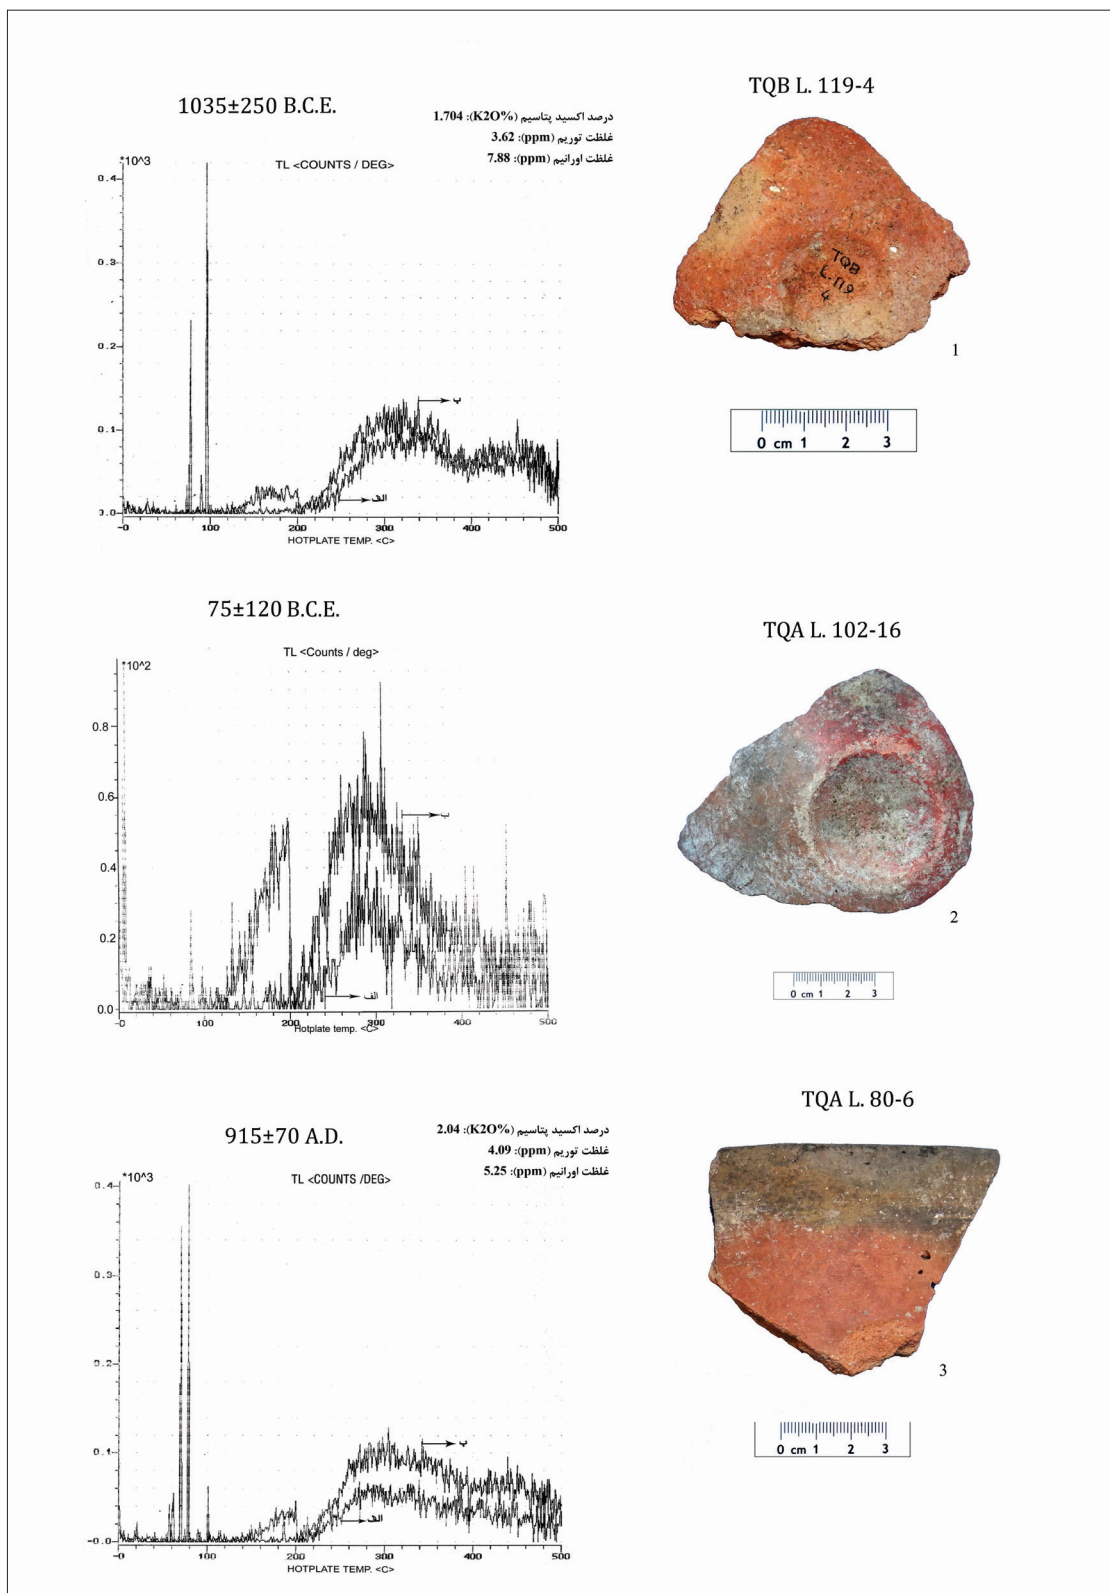 1035±250 B.C.E.
درصد اکسید پتاسیم (K2O%): 1.704
غلظت توریم (ppm): 3.62
غلظت اورانیم (ppm): 7.88
TL <COUNTS / DEG>
*10^3
0.4
0.3
0.2
0.1
0.0
ب
الف
0 100 200 300 400 500
HOTPLATE TEMP. <C>
TQB L. 119-4
TQB
L.119
4
1
0 cm 1 2 3
75±120 B.C.E.
TL <Counts / deg>
*10^2
0.8
0.6
0.4
0.2
0.0
ب
الف
0 100 200 300 400 500
Hotplate temp. <C>
TQA L. 102-16
2
0 cm 1 2 3
915±70 A.D.
درصد اکسید پتاسیم (K2O%): 2.04
غلظت توریم (ppm): 4.09
غلظت اورانیم (ppm): 5.25
TL <COUNTS /DEG>
*10^3
0.4
0.3
0.2
0.1
-0.0
ب
الف
0 100 200 300 400 500
HOTPLATE TEMP. <C>
TQA L. 80-6
3
0 cm 1 2 3